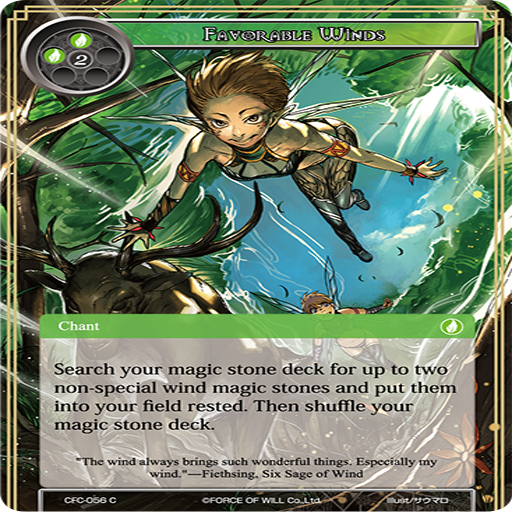 Favorable Winds
2
Chant
Search your magic stone deck for up to two
non-special wind magic stones and put them
into your field rested. Then shuffle your
magic stone deck.
"The wind always brings such wonderful things. Especially my
wind."—Fiethsing, Six Sage of Wind
CFC-056 C ©FORCE OF WILL Co.,Ltd. Illust/サウマロ